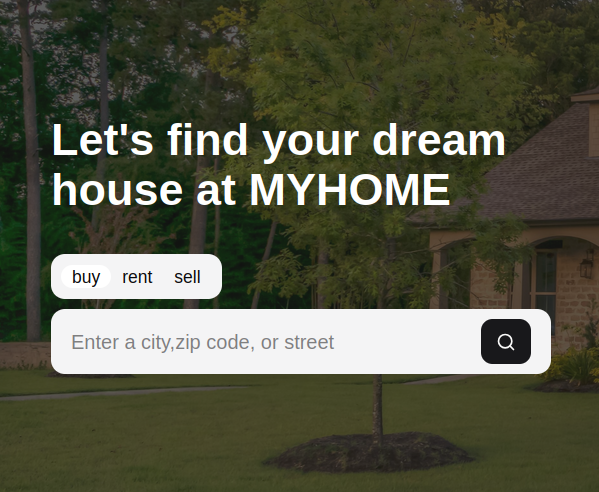 Let's find your dream
house at MYHOME
buy rent sell
Enter a city,zip code, or street